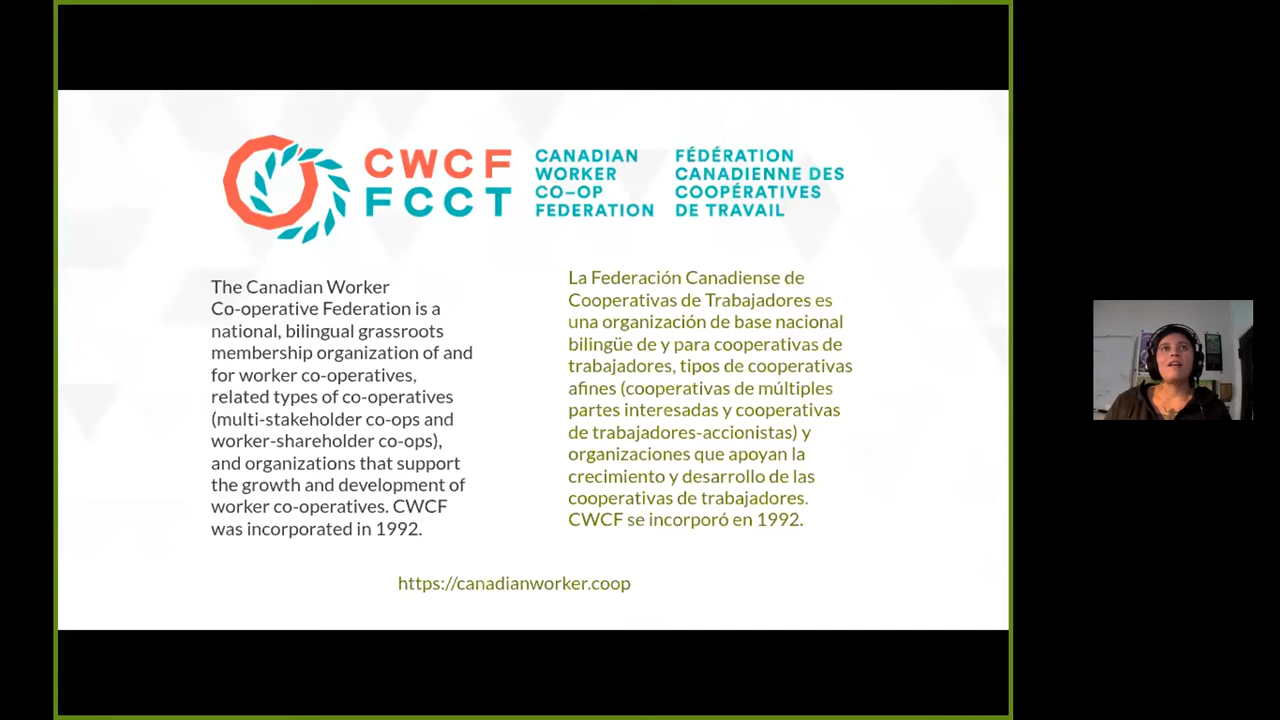 CWCF
FCCT
CANADIAN
WORKER
CO–OP
FEDERATION
FÉDÉRATION
CANADIENNE DES
COOPÉRATIVES
DE TRAVAIL
The Canadian Worker
Co-operative Federation is a
national, bilingual grassroots
membership organization of and
for worker co-operatives,
related types of co-operatives
(multi-stakeholder co-ops and
worker-shareholder co-ops),
and organizations that support
the growth and development of
worker co-operatives. CWCF
was incorporated in 1992.
La Federación Canadiense de
Cooperativas de Trabajadores es
una organización de base nacional
bilingüe de y para cooperativas de
trabajadores, tipos de cooperativas
afines (cooperativas de múltiples
partes interesadas y cooperativas
de trabajadores-accionistas) y
organizaciones que apoyan la
crecimiento y desarrollo de las
cooperativas de trabajadores.
CWCF se incorporó en 1992.
https://canadianworker.coop